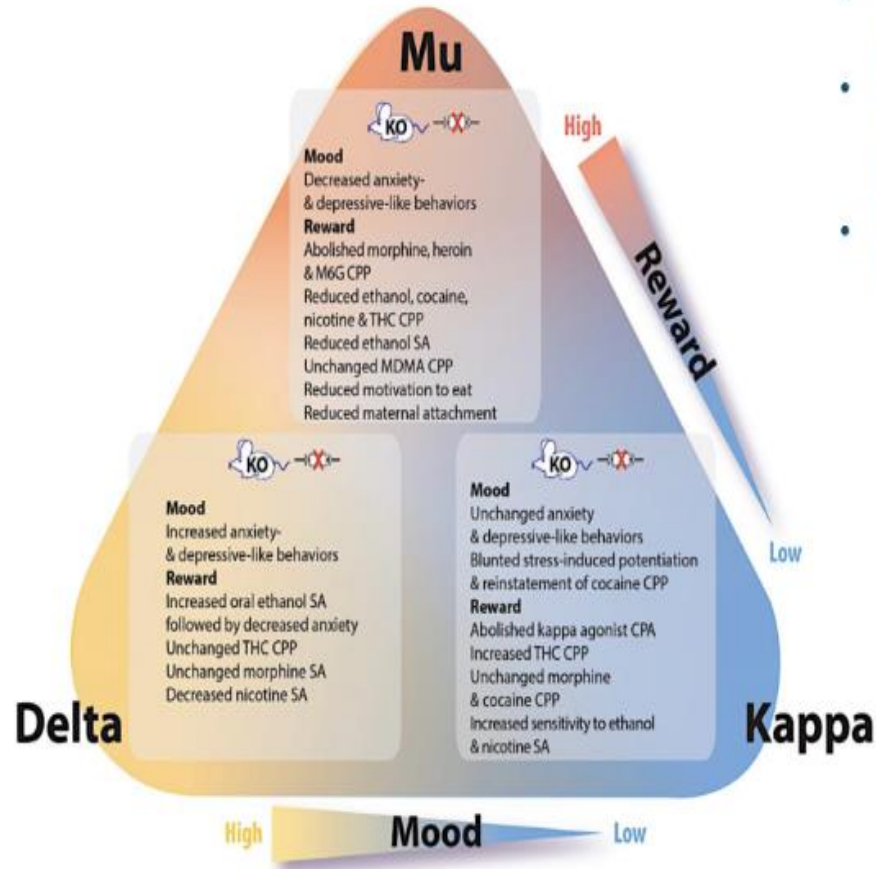 Mu
KO
Mood
Decreased anxiety-
& depressive-like behaviors
Reward
Abolished morphine, heroin
& M6G CPP
Reduced ethanol, cocaine,
nicotine & THC CPP
Reduced ethanol SA
Unchanged MDMA CPP
Reduced motivation to eat
Reduced maternal attachment
High
Reward
Low
KO
Mood
Increased anxiety-
& depressive-like behaviors
Reward
Increased oral ethanol SA
followed by decreased anxiety
Unchanged THC CPP
Unchanged morphine SA
Decreased nicotine SA
KO
Mood
Unchanged anxiety
& depressive-like behaviors
Blunted stress-induced potentiation
& reinstatement of cocaine CPP
Reward
Abolished kappa agonist CPA
Increased THC CPP
Unchanged morphine
& cocaine CPP
Increased sensitivity to ethanol
& nicotine SA
Delta
Kappa
High
Mood
Low